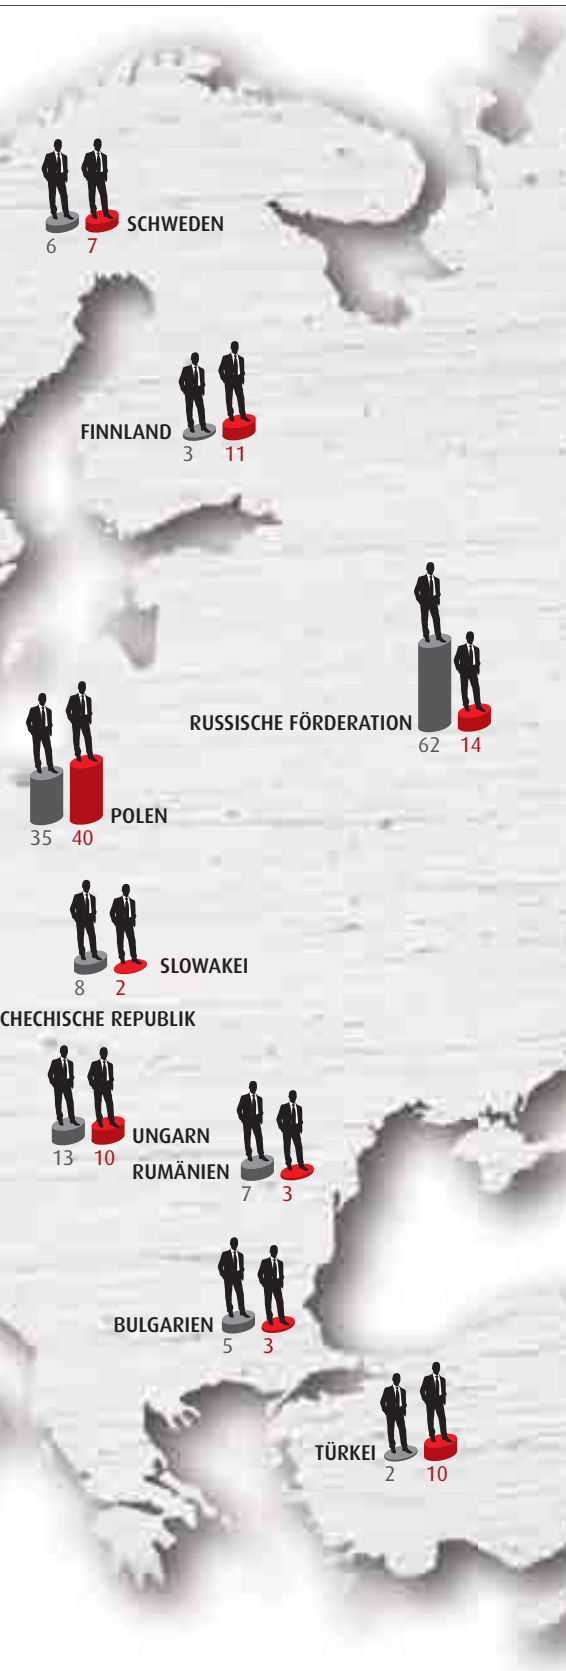 SCHWEDEN
6 7
FINNLAND
3 11
RUSSISCHE FÖRDERATION
62 14
POLEN
35 40
SLOWAKEI
8 2
CHECHISCHE REPUBLIK
UNGARN
13 10
RUMÄNIEN
7 3
BULGARIEN
5 3
TÜRKEI
2 10